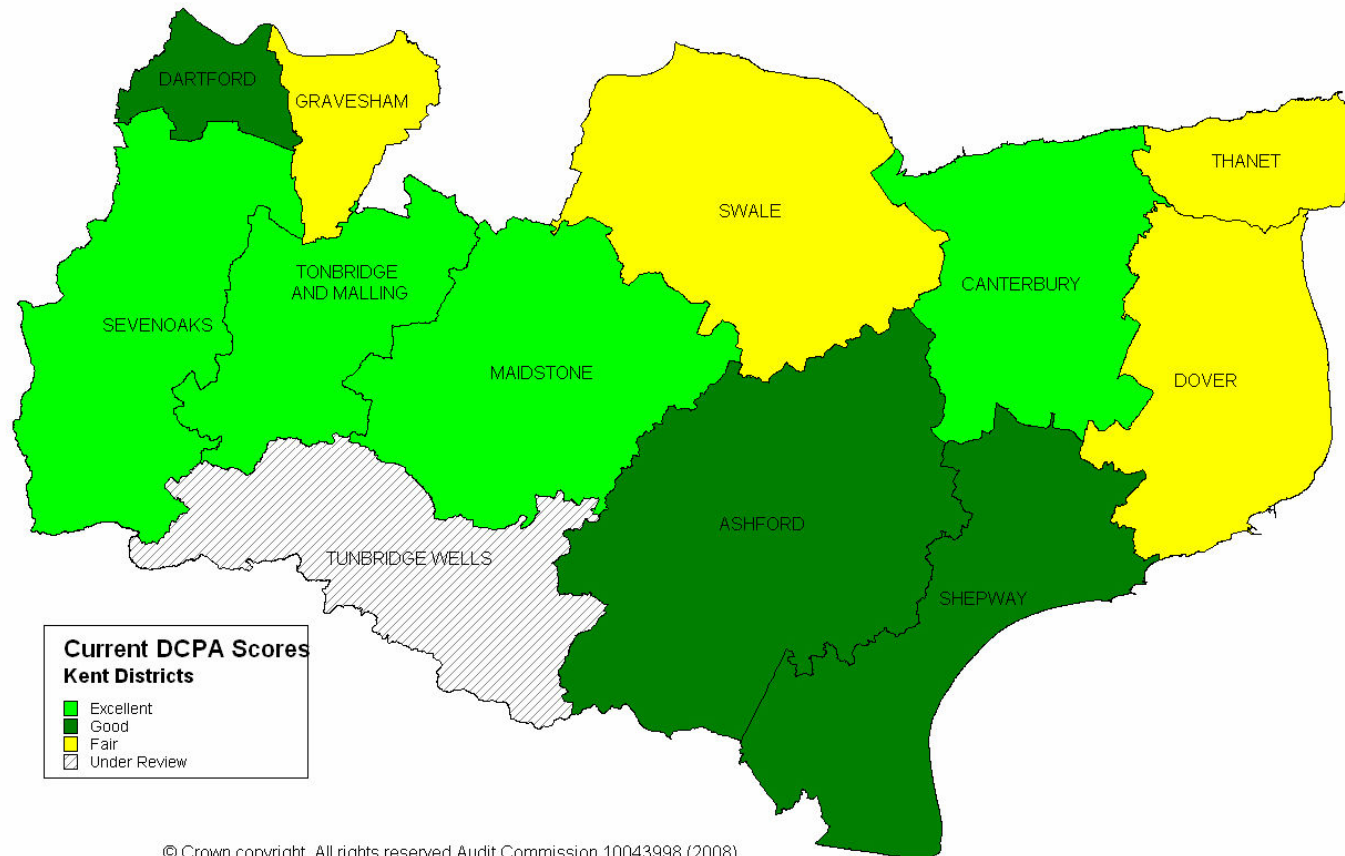 DARTFORD
GRAVESHAM
THANET
SWALE
TONBRIDGE
AND MALLING
CANTERBURY
SEVENOAKS
MAIDSTONE
DOVER
ASHFORD
TUNBRIDGE WELLS
SHEPWAY
Current DCPA Scores
Kent Districts
Excellent
Good
Fair
Under Review
© Crown copyright. All rights reserved Audit Commission 10043998 (2008)